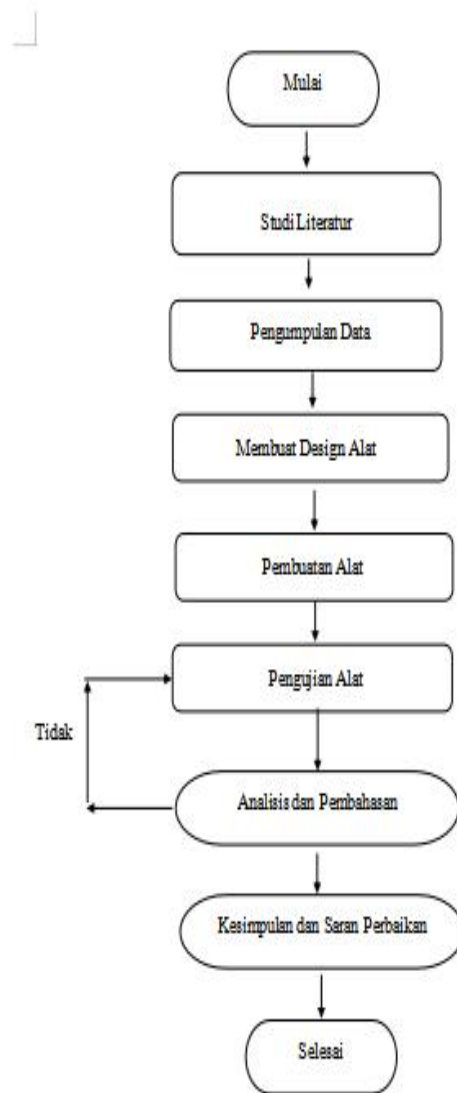 Mulai
Studi Literatur
Pengumpulan Data
Membuat Design Alat
Pembuatan Alat
Pengujian Alat
Tidak
Analisis dan Pembahasan
Kesimpulan dan Saran Perbaikan
Selesai